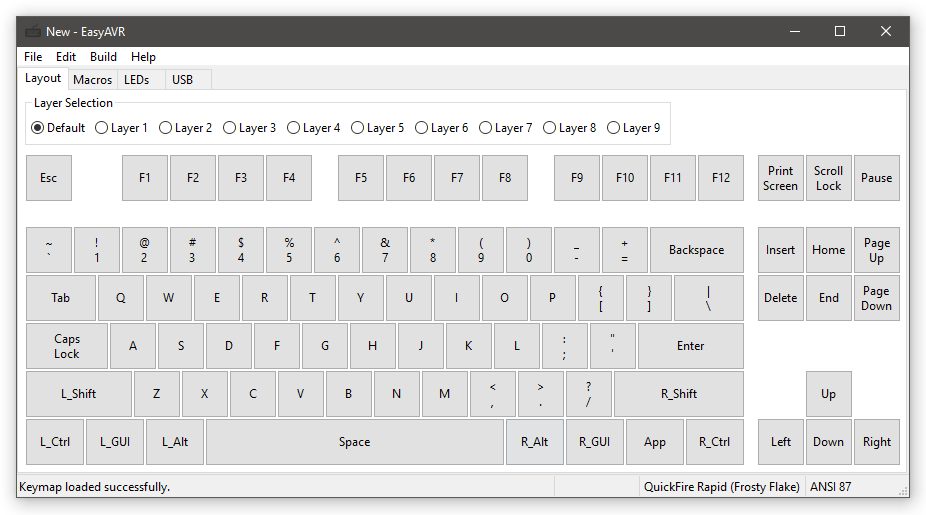 New - EasyAVR
File Edit Build Help
Layout Macros LEDs USB
Layer Selection
Default Layer 1 Layer 2 Layer 3 Layer 4 Layer 5 Layer 6 Layer 7 Layer 8 Layer 9
Esc F1 F2 F3 F4 F5 F6 F7 F8 F9 F10 F11 F12 Print Scroll Pause
Screen Lock
~ ! @ # $ % ^ & * ( ) _ + Backspace Insert Home Page
` 1 2 3 4 5 6 7 8 9 0 - = Up
Tab Q W E R T Y U I O P { } | Delete End Page
[ ] \ Down
Caps A S D F G H J K L : " Enter
Lock ; '
L_Shift Z X C V B N M < > ? R_Shift Up
, . /
L_Ctrl L_GUI L_Alt Space R_Alt R_GUI App R_Ctrl Left Down Right
Keymap loaded successfully. QuickFire Rapid (Frosty Flake) ANSI 87